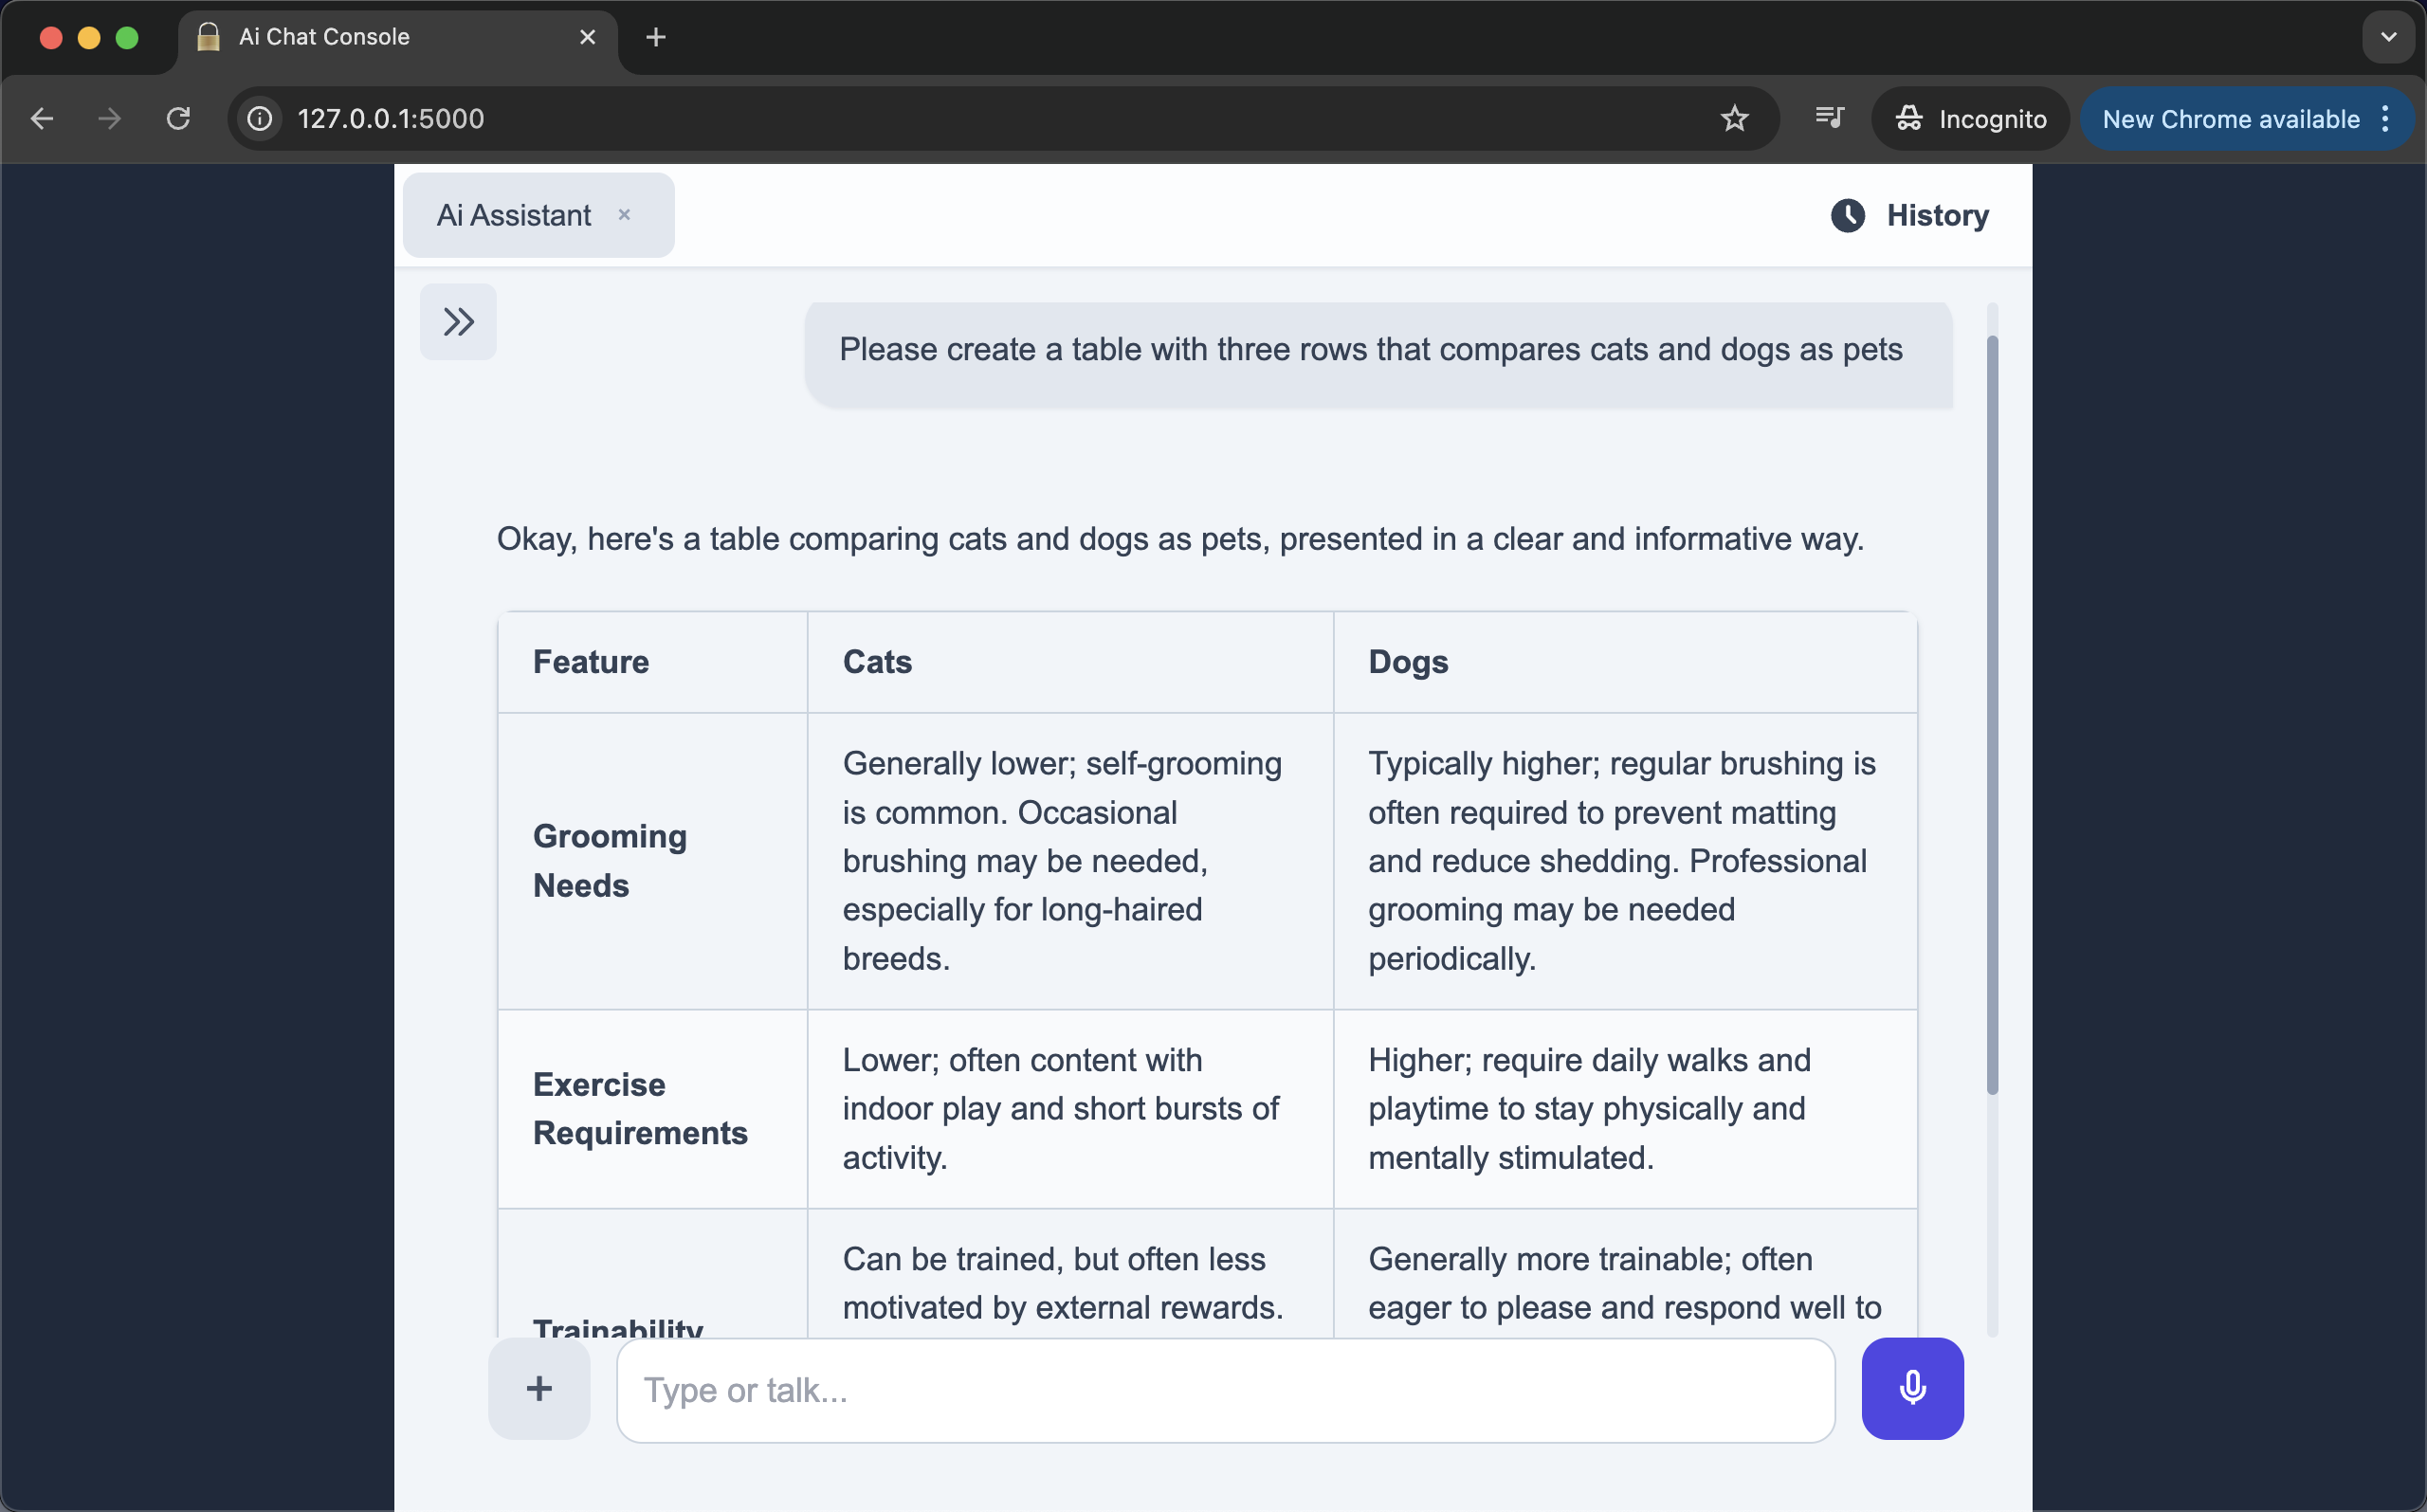 Ai Chat Console
127.0.0.1:5000
Incognito
New Chrome available
Ai Assistant
History
Please create a table with three rows that compares cats and dogs as pets
Okay, here's a table comparing cats and dogs as pets, presented in a clear and informative way.
Feature
Cats
Dogs
Grooming
Needs
Generally lower; self-grooming
is common. Occasional
brushing may be needed,
especially for long-haired
breeds.
Typically higher; regular brushing is
often required to prevent matting
and reduce shedding. Professional
grooming may be needed
periodically.
Exercise
Requirements
Lower; often content with
indoor play and short bursts of
activity.
Higher; require daily walks and
playtime to stay physically and
mentally stimulated.
Trainability
Can be trained, but often less
motivated by external rewards.
Generally more trainable; often
eager to please and respond well to
Type or talk...